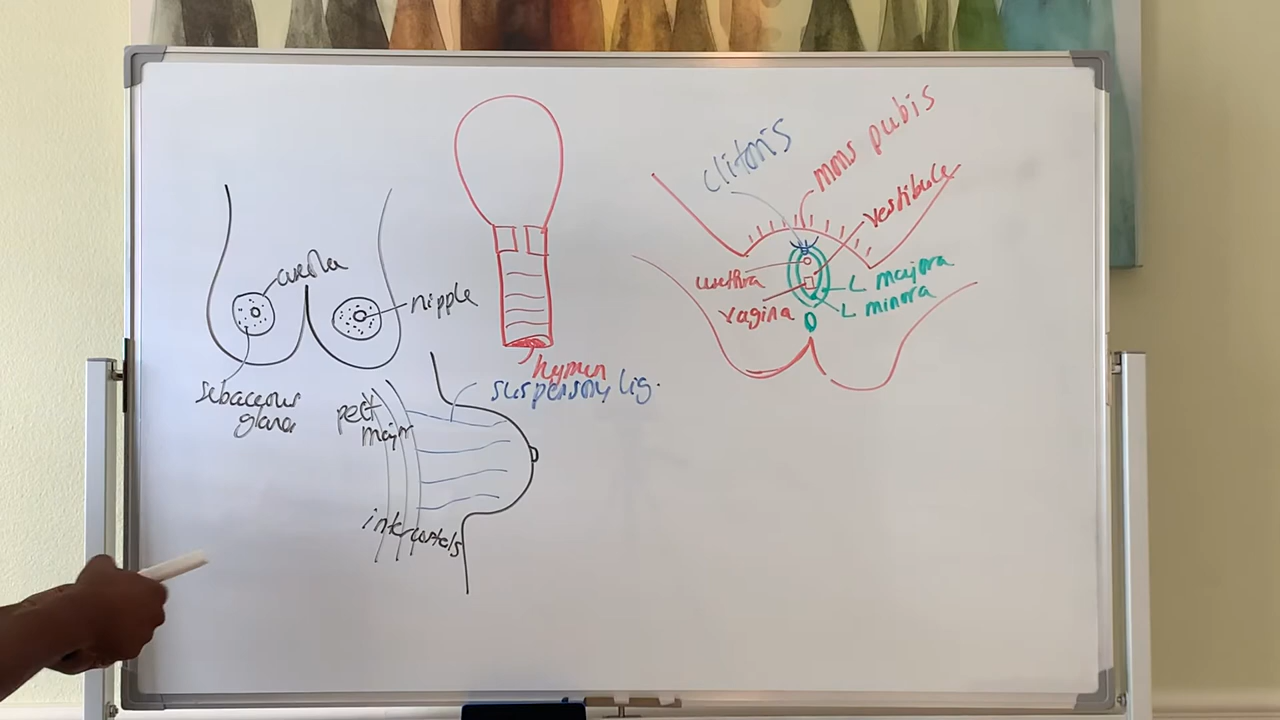 areola
nipple
sebaceous
gland
hymen
suspensory lig.
pect
major
intercostals
clitoris
mons pubis
vestibule
urethra
vagina
L majora
L minora